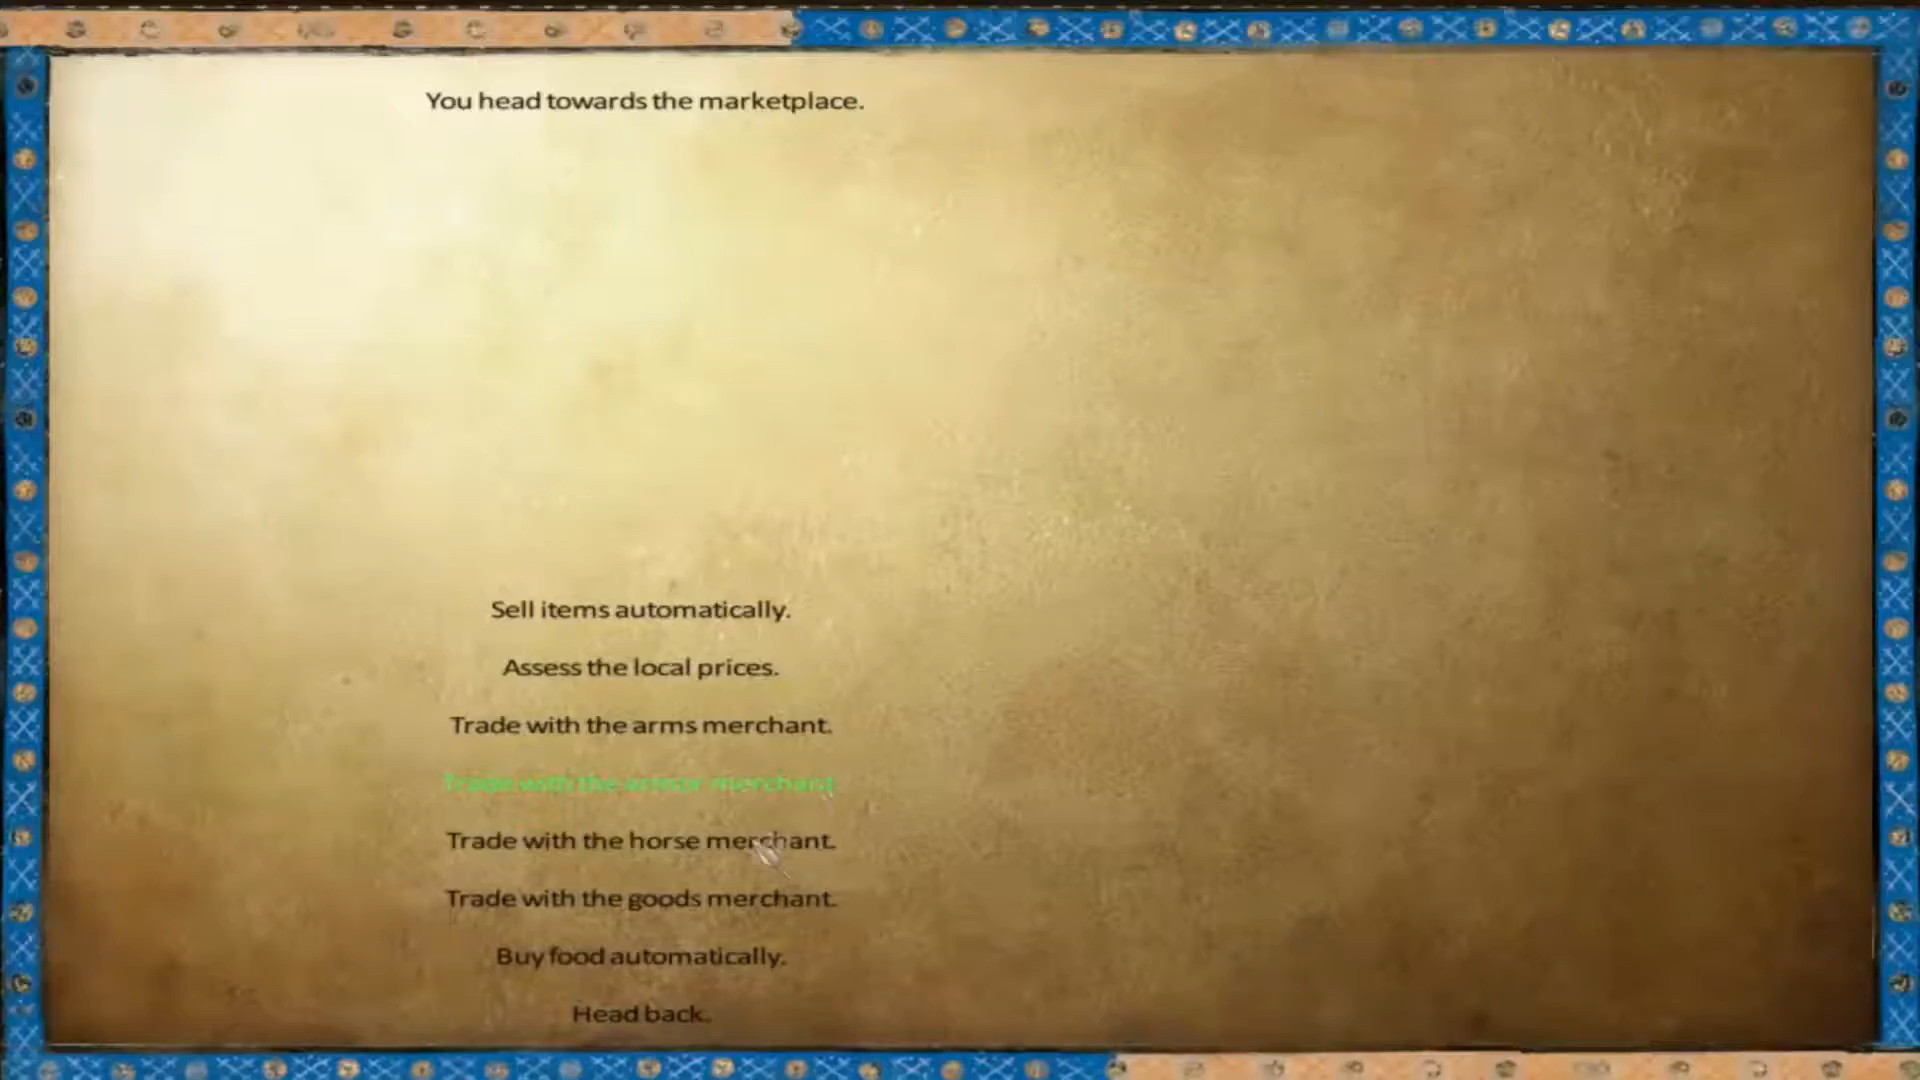 You head towards the marketplace.
Sell items automatically.
Assess the local prices.
Trade with the arms merchant.
Trade with the armor merchant.
Trade with the horse merchant.
Trade with the goods merchant.
Buy food automatically.
Head back.